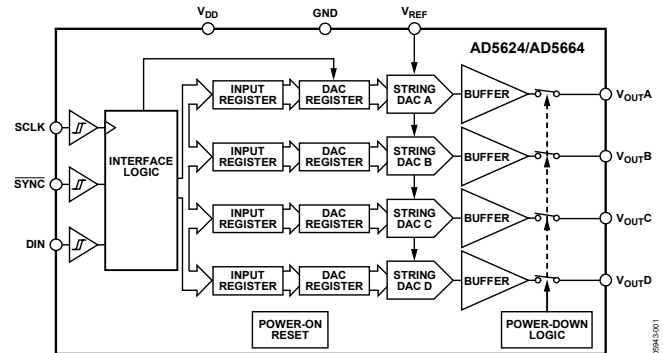 VDD
GND
VREF
AD5624/AD5664
INPUT
REGISTER
DAC
REGISTER
STRING
DAC A
BUFFER
VOUTA
SCLK
INTERFACE
LOGIC
INPUT
REGISTER
DAC
REGISTER
STRING
DAC B
BUFFER
VOUTB
SYNC
INPUT
REGISTER
DAC
REGISTER
STRING
DAC C
BUFFER
VOUTC
DIN
INPUT
REGISTER
DAC
REGISTER
STRING
DAC D
BUFFER
VOUTD
POWER-ON
RESET
POWER-DOWN
LOGIC
05943-001